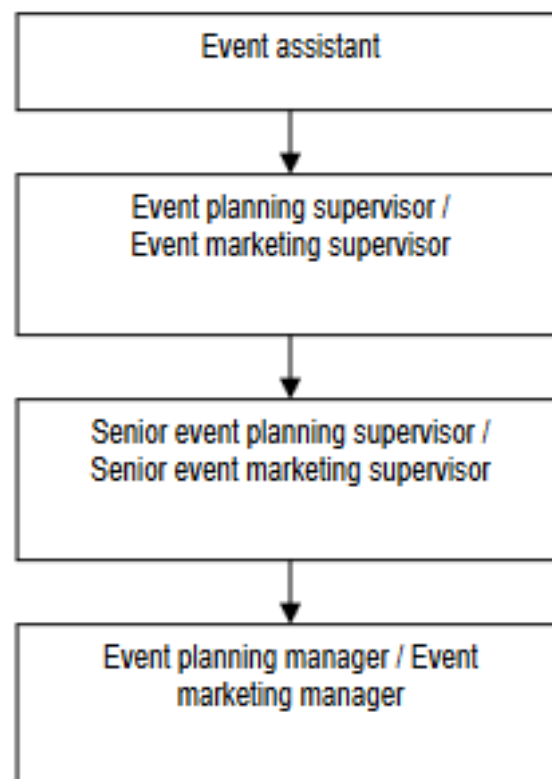 Event assistant
Event planning supervisor /
Event marketing supervisor
Senior event planning supervisor /
Senior event marketing supervisor
Event planning manager / Event
marketing manager